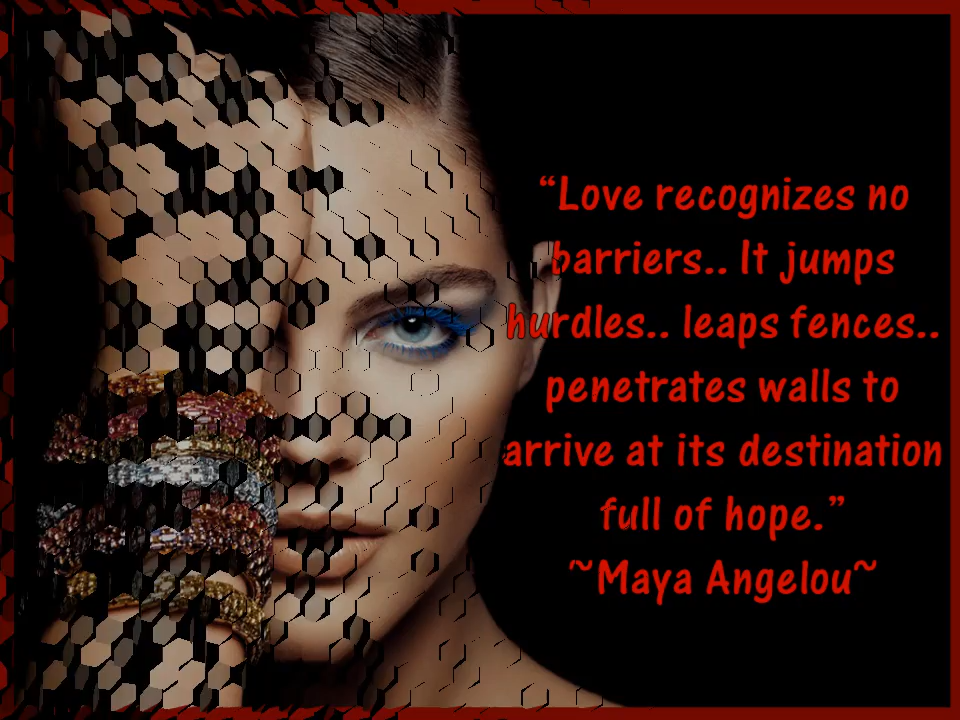 “Love recognizes no
barriers.. It jumps
hurdles.. leaps fences..
penetrates walls to
arrive at its destination
full of hope.”
~Maya Angelou~